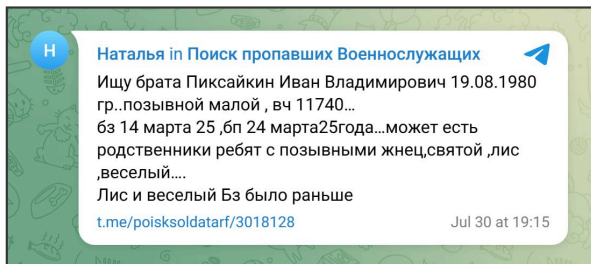 Н
Наталья in Поиск пропавших Военнослужащих
Ищу брата Пиксайкин Иван Владимирович 19.08.1980
гр..позывной малой , вч 11740...
бз 14 марта 25 ,бп 24 марта25года...может есть
родственники ребят с позывными жнец,святой ,лис
,веселый....
Лис и веселый Бз было раньше
t.me/poisksoldatarf/3018128 Jul 30 at 19:15